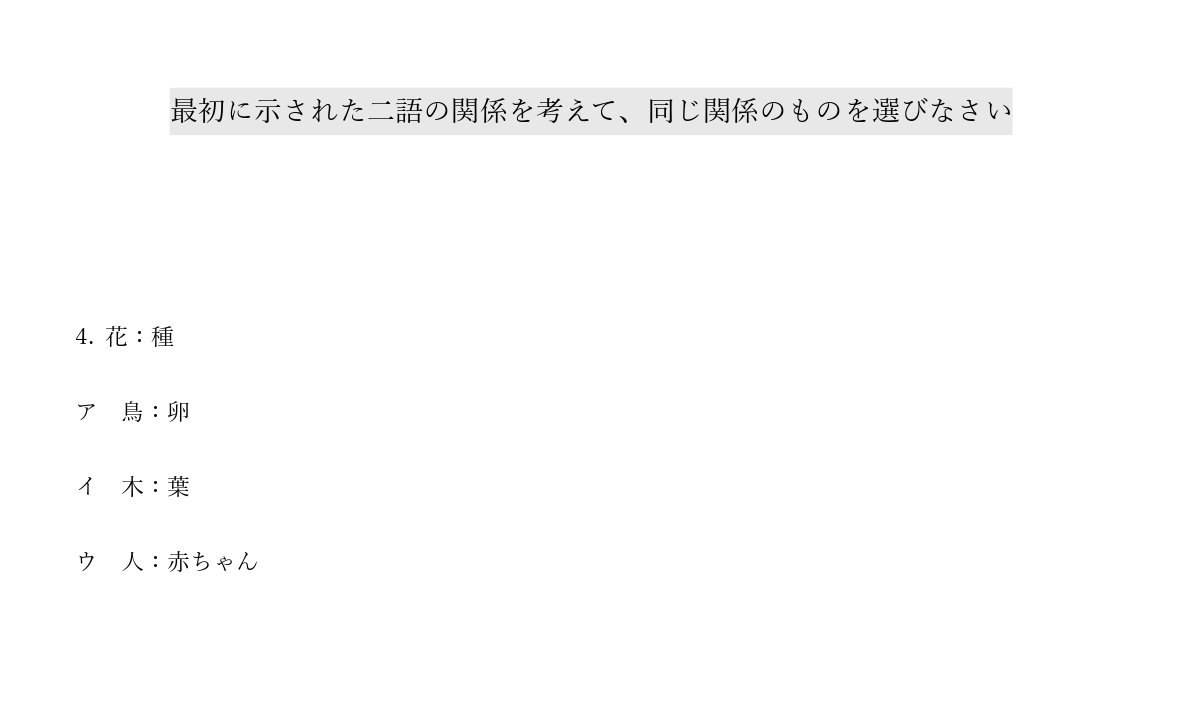 最初に示された二語の関係を考えて、同じ関係のものを選びなさい
4. 花：種
ア　鳥：卵
イ　木：葉
ウ　人：赤ちゃん